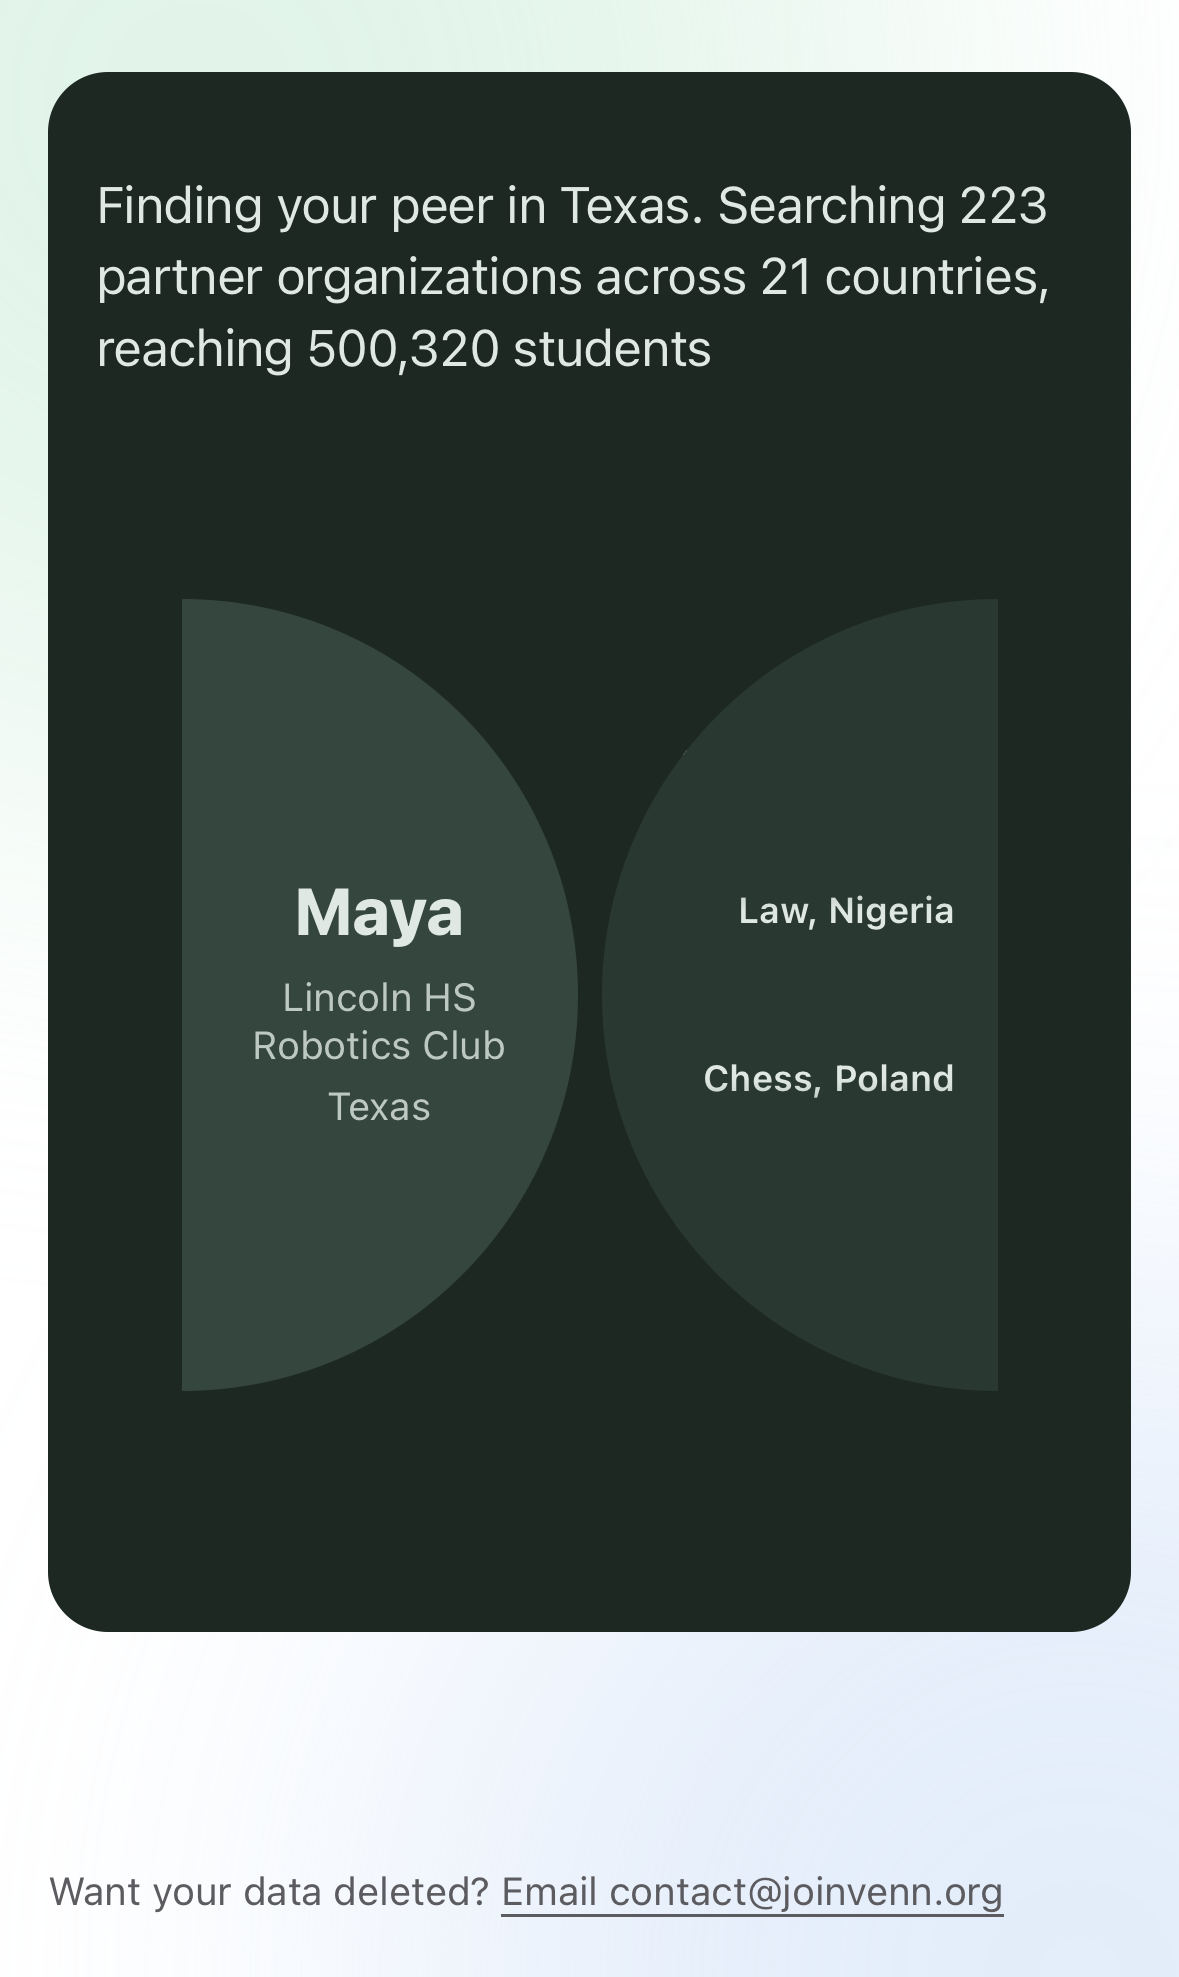 Finding your peer in Texas. Searching 223
partner organizations across 21 countries,
reaching 500,320 students
Maya
Lincoln HS
Robotics Club
Texas
Law, Nigeria
Chess, Poland
Want your data deleted? Email contact@joinvenn.org